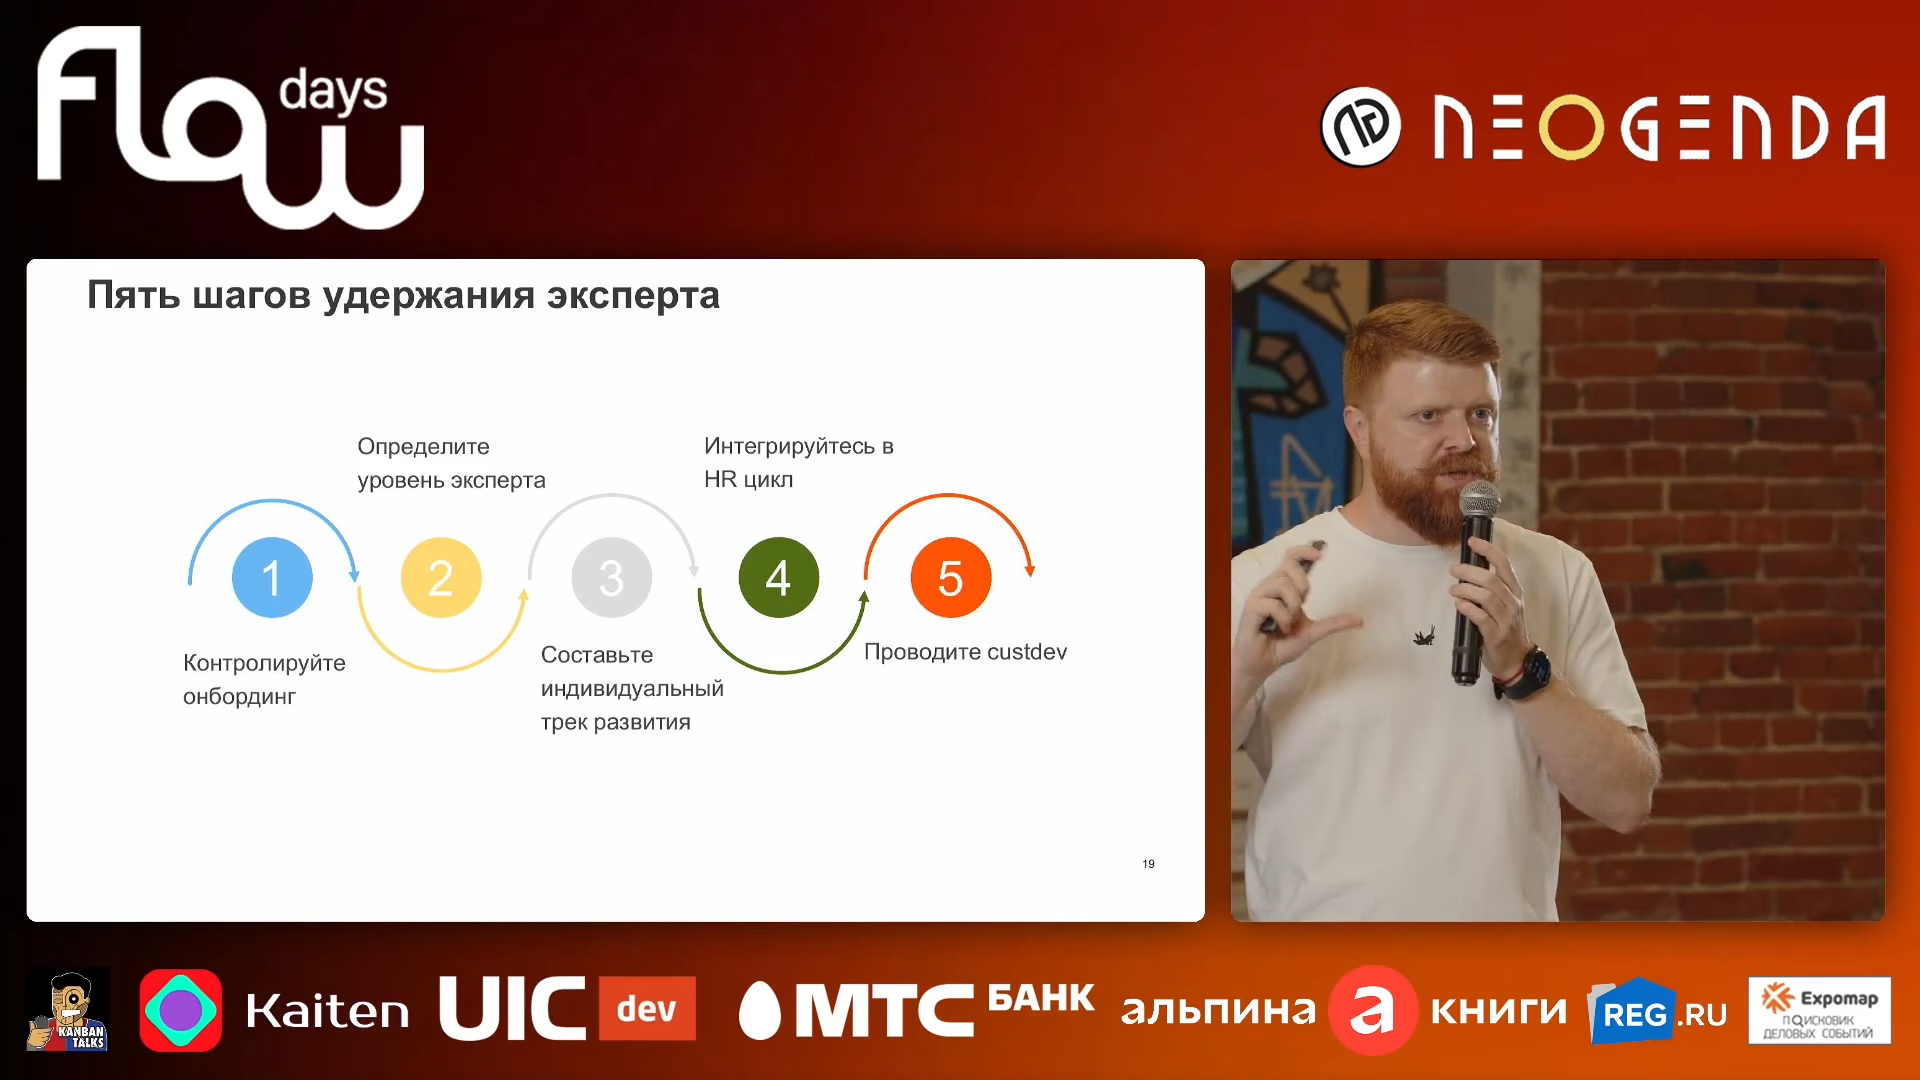 flow days
NEOGENDA
Пять шагов удержания эксперта
Определите
уровень эксперта
Интегрируйтесь в
HR цикл
1
2
3
4
5
Контролируйте
онбординг
Составьте
индивидуальный
трек развития
Проводите custdev
19
KANBAN
TALKS
Kaiten
UIC dev
МТС БАНК
альпина а книги
REG.RU
Expomap
ПОИСКОВИК
ДЕЛОВЫХ СОБЫТИЙ